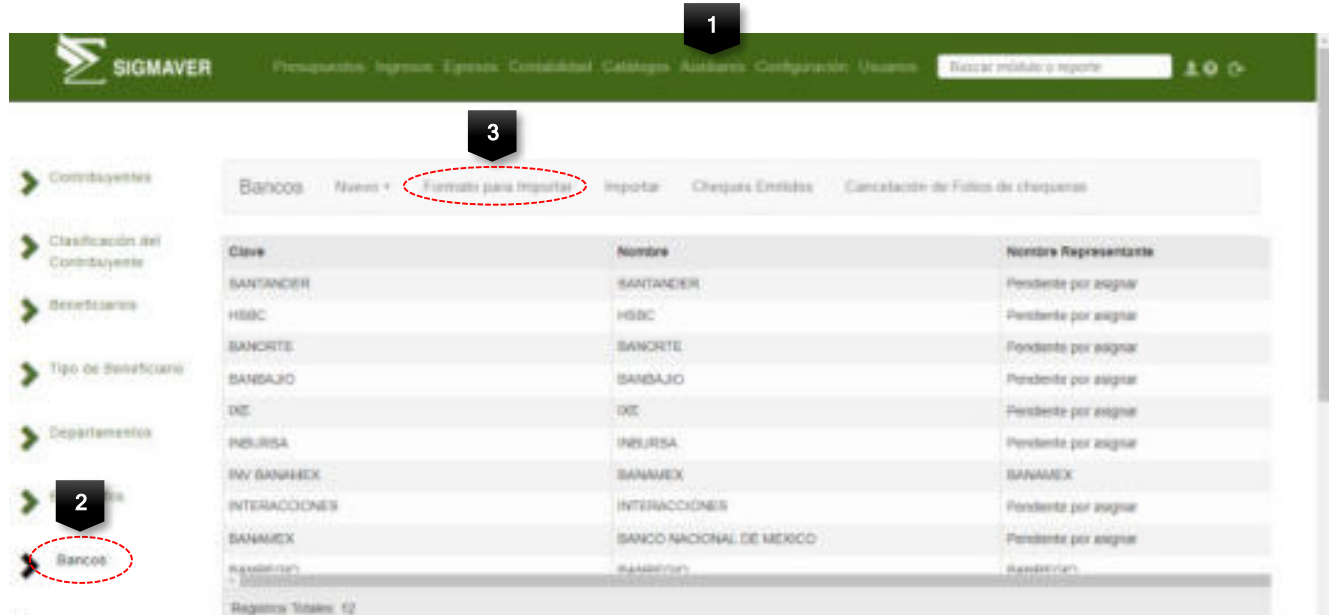 1
SIGMAVER
Presupuestos Ingresos Egresos Contabilidad Catálogos Auxiliares Configuración Usuarios Buscar módulo o reporte
3
Contribuyentes
Bancos Nuevo + Formato para Importar Importar Cheques Emitidos Cancelación de Folios de chequeras
Clasificación del
Contribuyente
Clave Nombre Nombre Representante
SANTANDER SANTANDER Pendiente por asignar
Beneficiarios
HSBC HSBC Pendiente por asignar
BANORTE BANORTE Pendiente por asignar
Tipo de Beneficiario
BANBAJIO BANBAJIO Pendiente por asignar
IXE IXE Pendiente por asignar
Departamentos
INBURSA INBURSA Pendiente por asignar
INV BANAMEX BANAMEX BANAMEX
2
INTERACCIONES INTERACCIONES Pendiente por asignar
BANAMEX BANCO NACIONAL DE MEXICO Pendiente por asignar
Bancos
BANREGIO BANREGIO BANREGIO
Registros Totales: 12